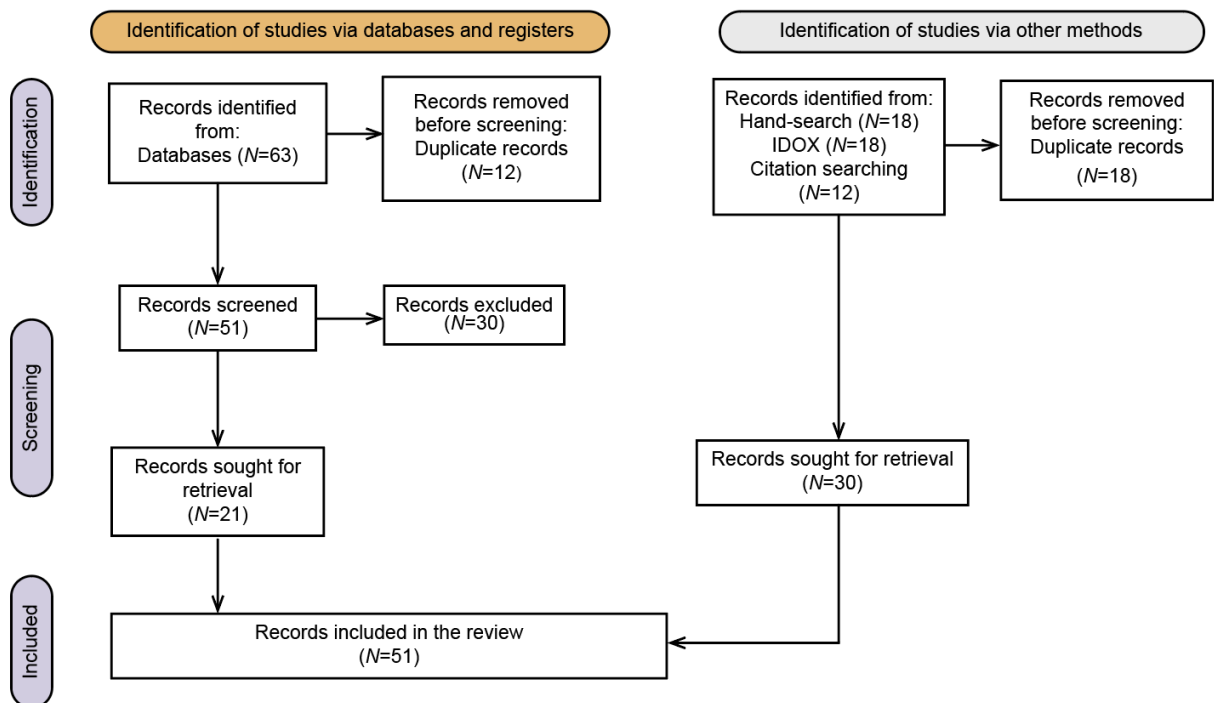 Identification of studies via databases and registers
Identification of studies via other methods
Identification
Records identified
from:
Databases (N=63)
Records removed
before screening:
Duplicate records
(N=12)
Records identified from:
Hand-search (N=18)
IDOX (N=18)
Citation searching
(N=12)
Records removed
before screening:
Duplicate records
(N=18)
Screening
Records screened
(N=51)
Records excluded
(N=30)
Records sought for
retrieval
(N=21)
Records sought for retrieval
(N=30)
Included
Records included in the review
(N=51)